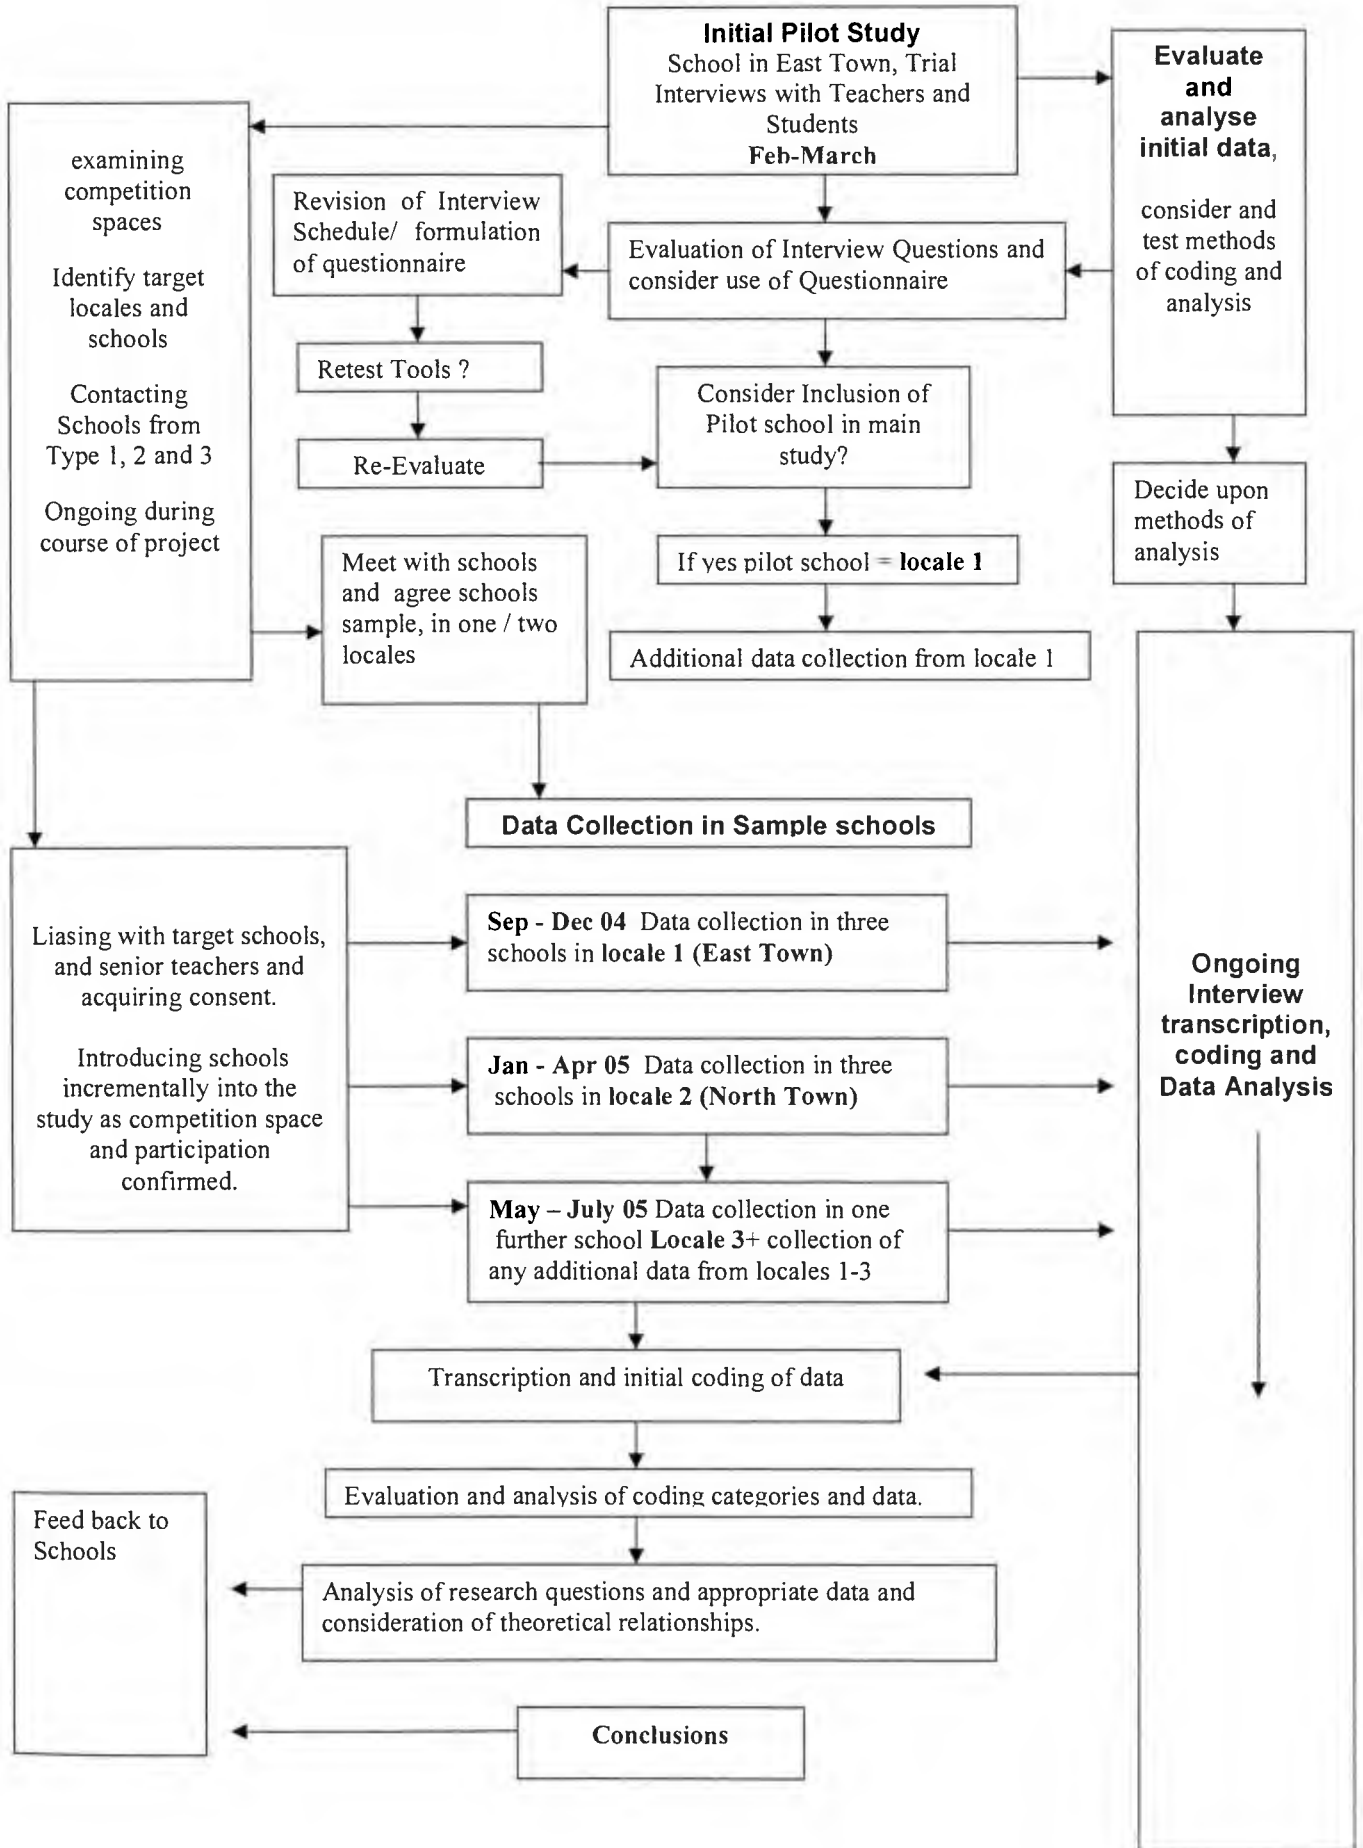 Initial Pilot Study
School in East Town, Trial
Interviews with Teachers and
Students
Feb-March
Evaluate
and
analyse
initial data,
consider and
test methods
of coding and
analysis
examining
competition
spaces
Identify target
locales and
schools
Contacting
Schools from
Type 1, 2 and 3
Ongoing during
course of project
Revision of Interview
Schedule/ formulation
of questionnaire
Evaluation of Interview Questions and
consider use of Questionnaire
Retest Tools ?
Re-Evaluate
Consider Inclusion of
Pilot school in main
study?
Decide upon
methods of
analysis
If yes pilot school = locale 1
Additional data collection from locale 1
Meet with schools
and agree schools
sample, in one / two
locales
Data Collection in Sample schools
Liasing with target schools,
and senior teachers and
acquiring consent.
Introducing schools
incrementally into the
study as competition space
and participation
confirmed.
Sep - Dec 04 Data collection in three
schools in locale 1 (East Town)
Jan - Apr 05 Data collection in three
schools in locale 2 (North Town)
May – July 05 Data collection in one
further school Locale 3+ collection of
any additional data from locales 1-3
Ongoing
Interview
transcription,
coding and
Data Analysis
Transcription and initial coding of data
Evaluation and analysis of coding categories and data.
Analysis of research questions and appropriate data and
consideration of theoretical relationships.
Feed back to
Schools
Conclusions